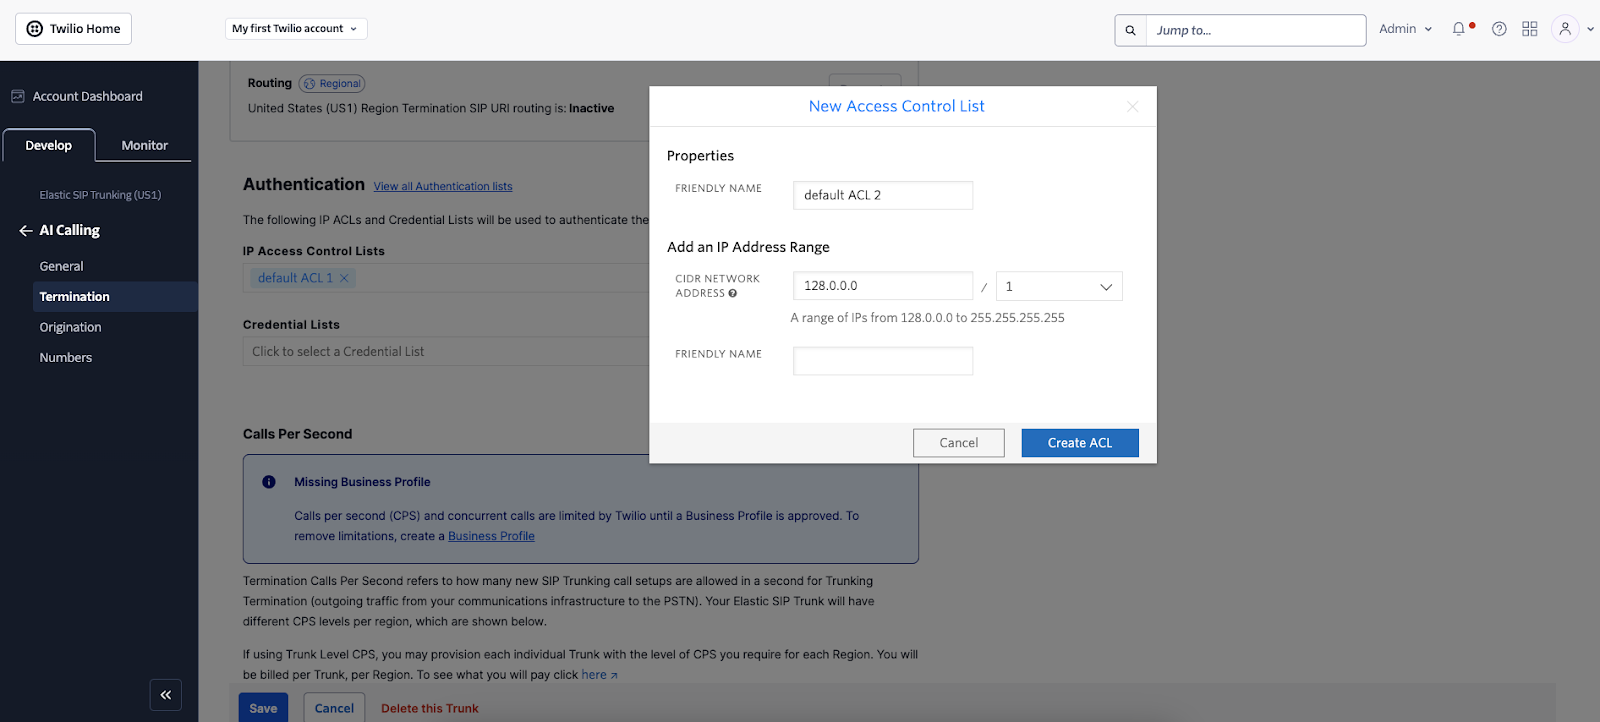 Twilio Home
My first Twilio account
Jump to...
Admin
Account Dashboard
Develop
Monitor
Elastic SIP Trunking (US1)
AI Calling
General
Termination
Origination
Numbers
Routing
Regional
United States (US1) Region Termination SIP URI routing is: Inactive
Authentication
View all Authentication lists
The following IP ACLs and Credential Lists will be used to authenticate the
IP Access Control Lists
default ACL 1
Credential Lists
Click to select a Credential List
Calls Per Second
Missing Business Profile
Calls per second (CPS) and concurrent calls are limited by Twilio until a Business Profile is approved. To
remove limitations, create a Business Profile
Termination Calls Per Second refers to how many new SIP Trunking call setups are allowed in a second for Trunking
Termination (outgoing traffic from your communications infrastructure to the PSTN). Your Elastic SIP Trunk will have
different CPS levels per region, which are shown below.
If using Trunk Level CPS, you may provision each individual Trunk with the level of CPS you require for each Region. You will
be billed per Trunk, per Region. To see what you will pay click here
Save
Cancel
Delete this Trunk
New Access Control List
Properties
FRIENDLY NAME
default ACL 2
Add an IP Address Range
CIDR NETWORK
ADDRESS
128.0.0.0
/
1
A range of IPs from 128.0.0.0 to 255.255.255.255
FRIENDLY NAME
Cancel
Create ACL